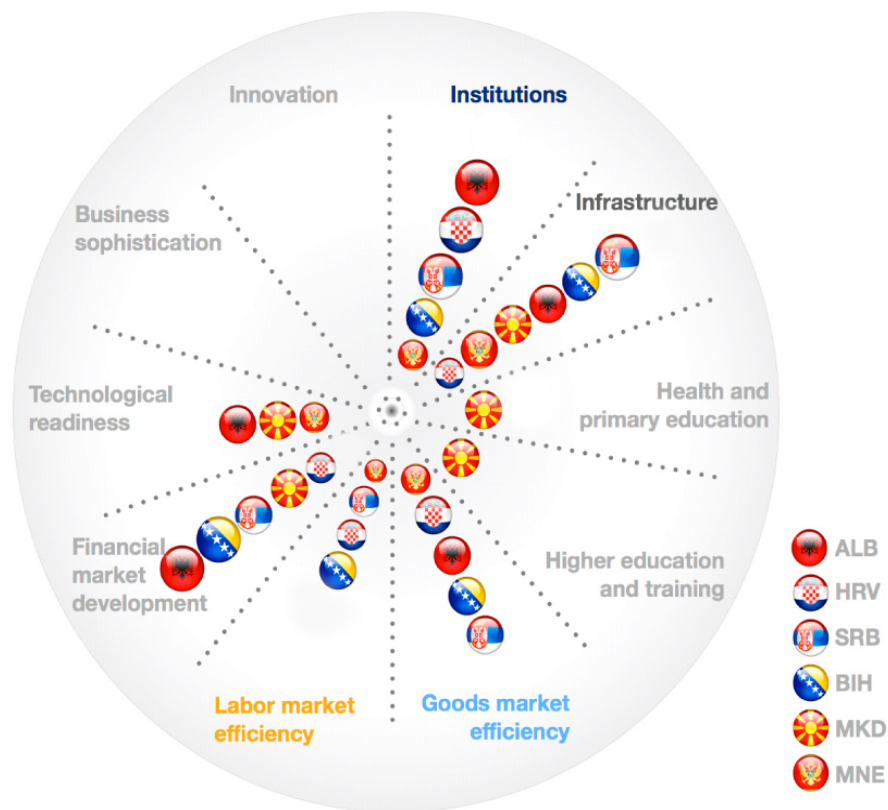 Innovation
Institutions
Business
sophistication
Infrastructure
Technological
readiness
Health and
primary education
Financial
market
development
Higher education
and training
Labor market
efficiency
Goods market
efficiency
ALB
HRV
SRB
BIH
MKD
MNE